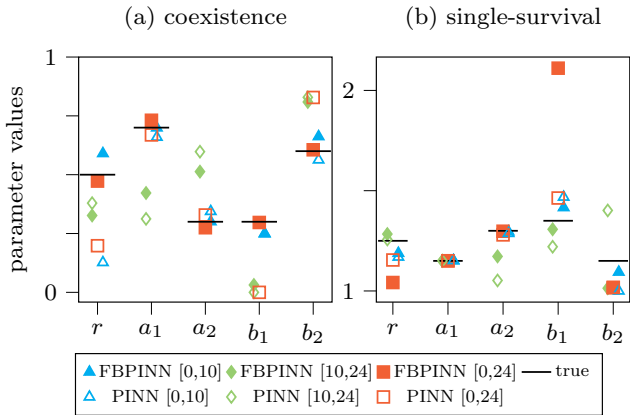 (a) coexistence
(b) single-survival
parameter values
1
0
r a₁ a₂ b₁ b₂
2
1
r a₁ a₂ b₁ b₂
FBPINN [0,10] FBPINN [10,24] FBPINN [0,24] true
PINN [0,10] PINN [10,24] PINN [0,24]